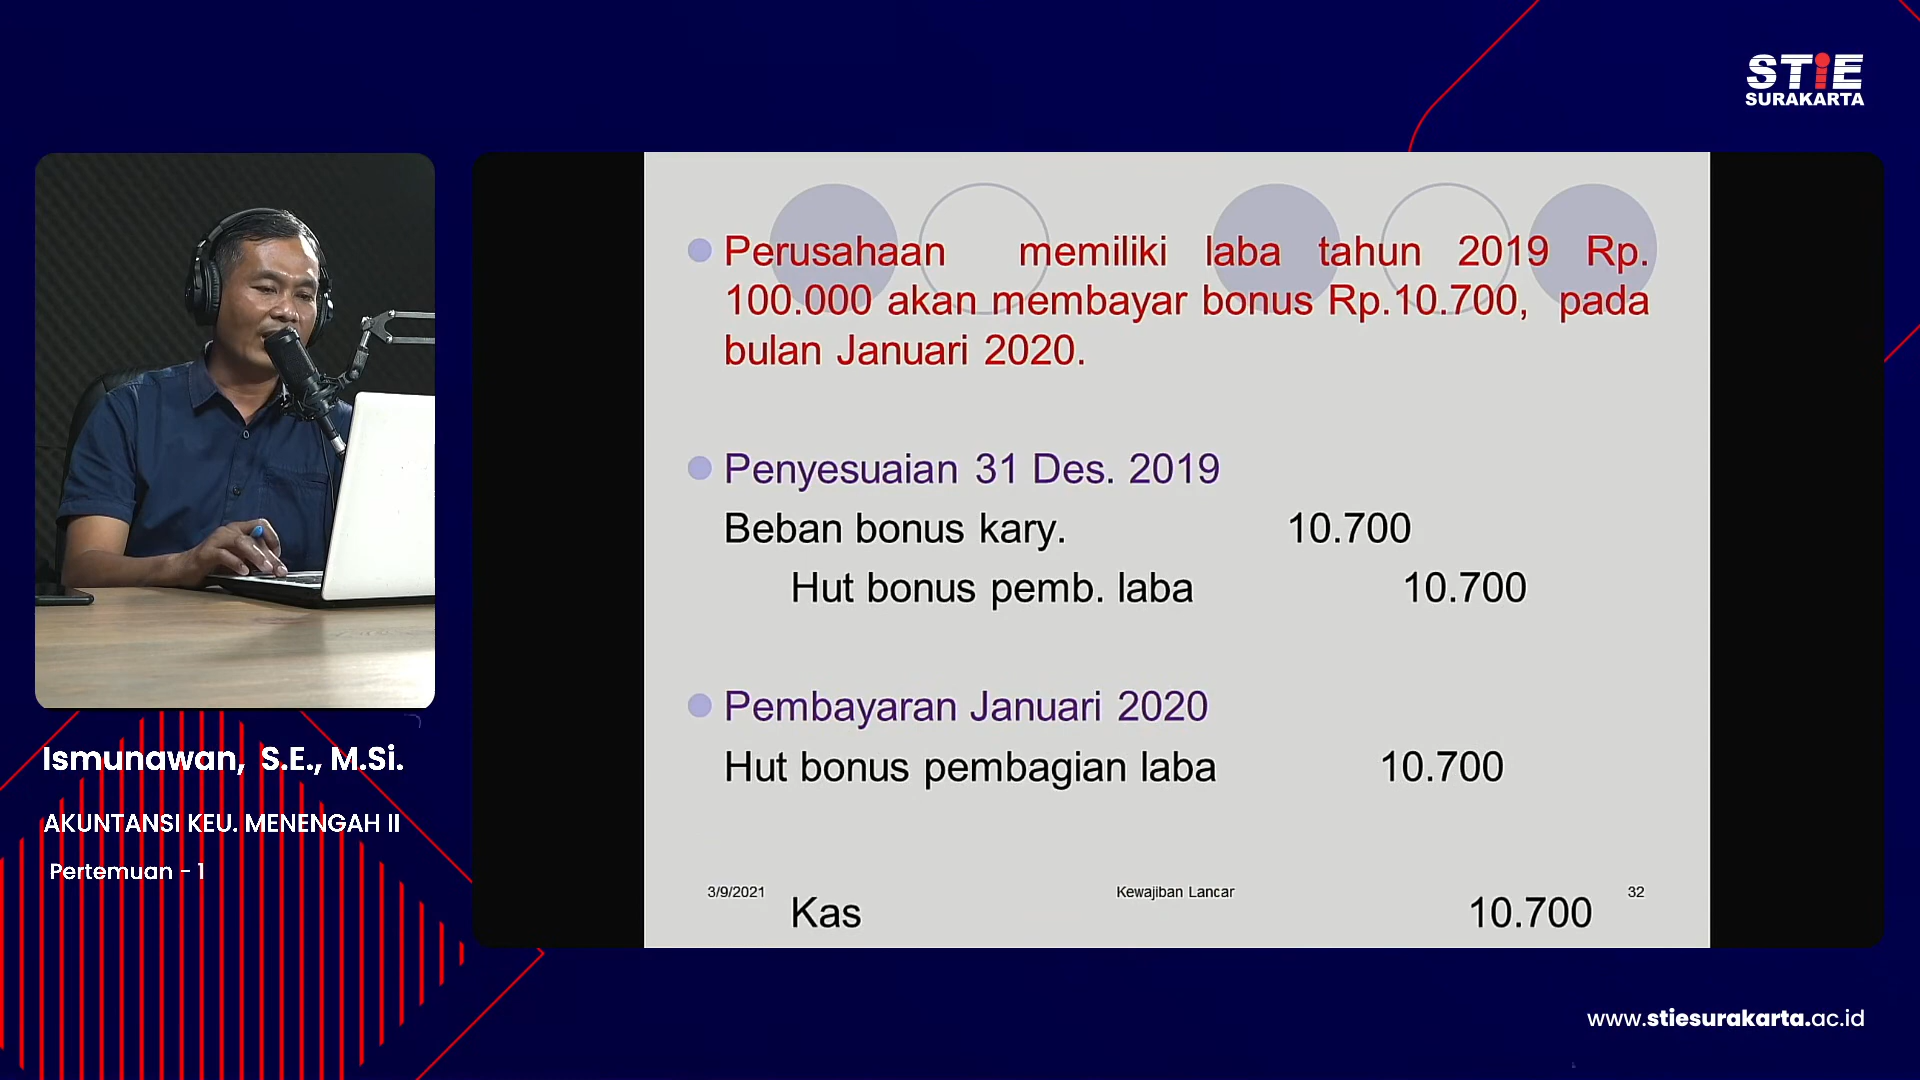 STIE
SURAKARTA
Perusahaan memiliki laba tahun 2019 Rp.
100.000 akan membayar bonus Rp.10.700, pada
bulan Januari 2020.
Penyesuaian 31 Des. 2019
Beban bonus kary. 10.700
Hut bonus pemb. laba 10.700
Pembayaran Januari 2020
Hut bonus pembagian laba 10.700
3/9/2021 Kewajiban Lancar 32
Kas 10.700
Ismunawan, S.E., M.Si.
AKUNTANSI KEU. MENENGAH II
Pertemuan - 1
www.stiesurakarta.ac.id